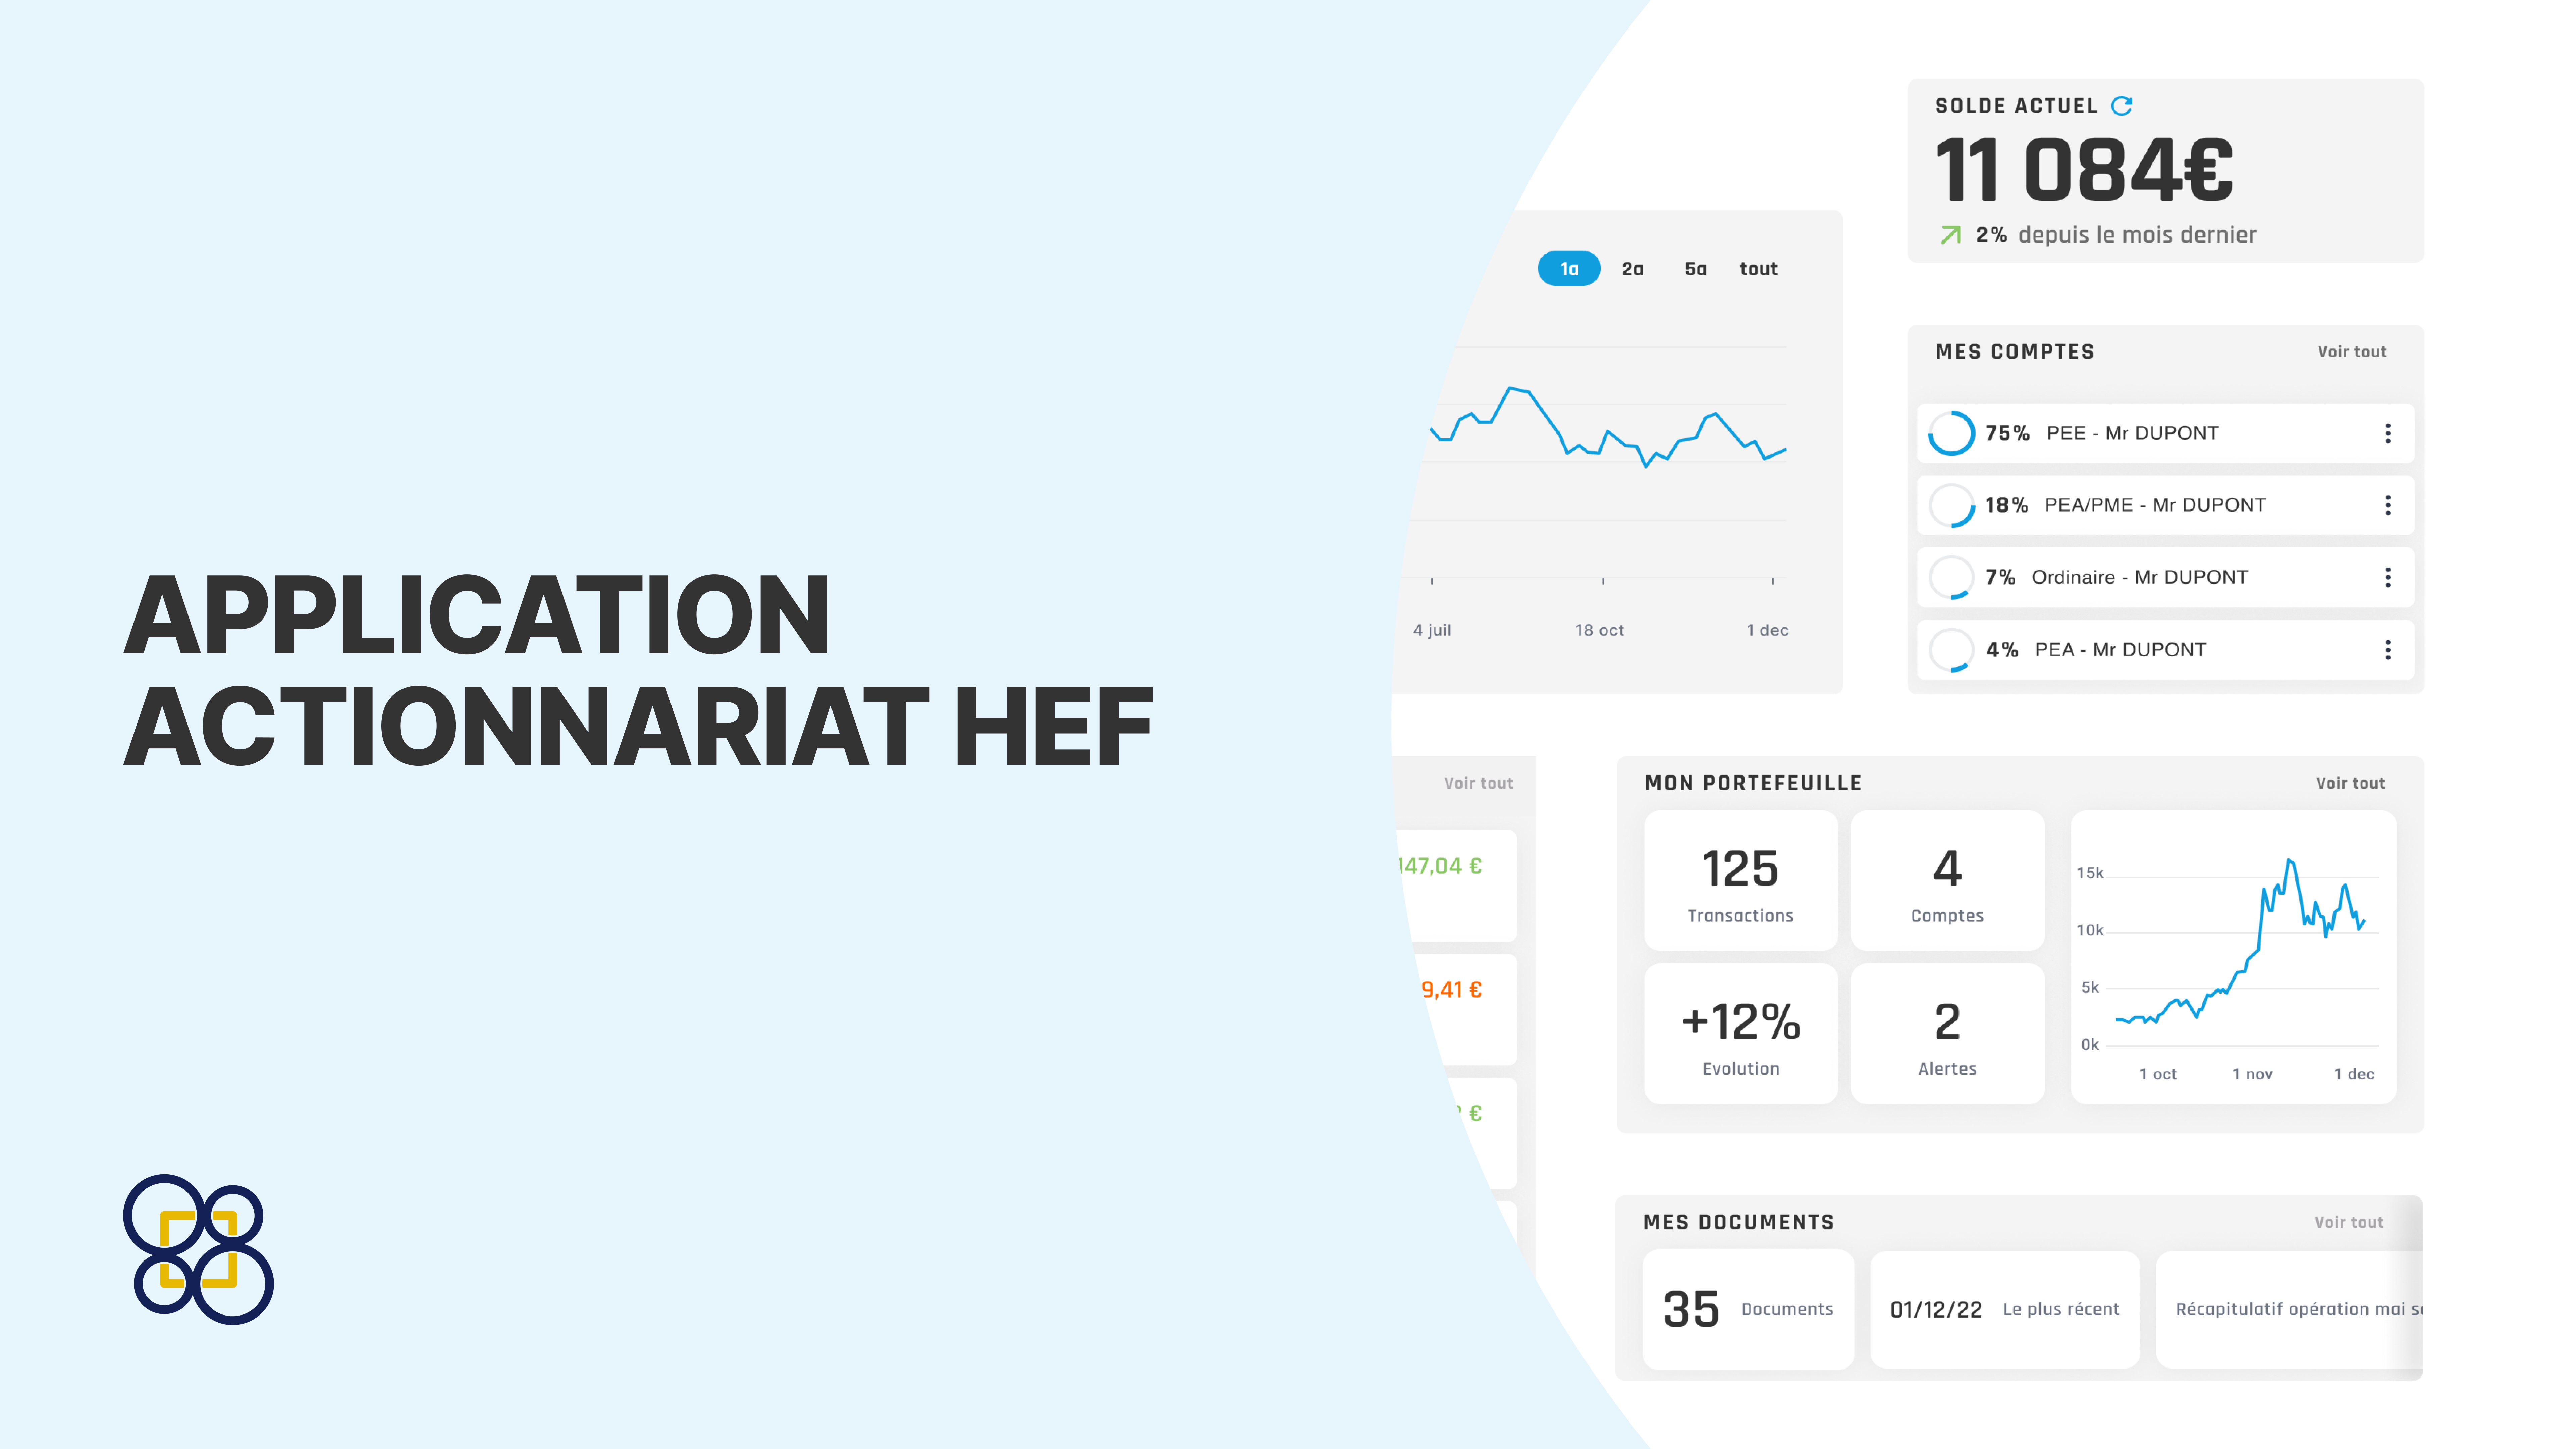 APPLICATION
ACTIONNARIAT HEF
SOLDE ACTUEL
11 084€
2% depuis le mois dernier
1a 2a 5a tout
4 juil 18 oct 1 dec
MES COMPTES Voir tout
75% PEE - Mr DUPONT
18% PEA/PME - Mr DUPONT
7% Ordinaire - Mr DUPONT
4% PEA - Mr DUPONT
Voir tout
147,04 €
9,41 €
€
MON PORTEFEUILLE Voir tout
125
Transactions
4
Comptes
+12%
Evolution
2
Alertes
15k
10k
5k
0k
1 oct 1 nov 1 dec
MES DOCUMENTS Voir tout
35 Documents
01/12/22 Le plus récent
Récapitulatif opération mai